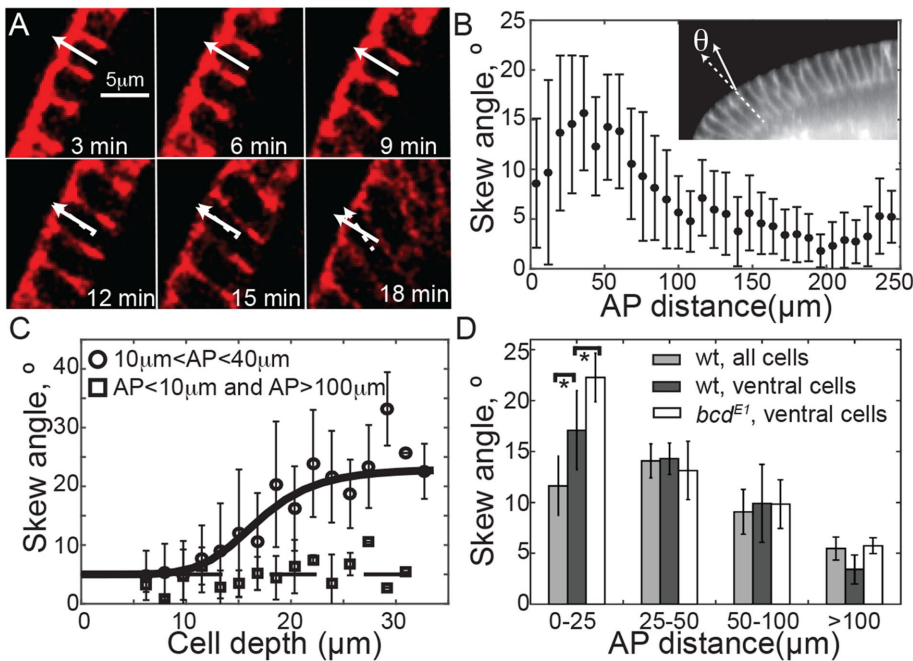 A
5μm
3 min
6 min
9 min
12 min
15 min
18 min
B
Skew angle, °
25
20
15
10
5
0
θ
0
50
100
150
200
250
AP distance(μm)
C
Skew angle, °
40
20
0
10μm<AP<40μm
AP<10μm and AP>100μm
0
10
20
30
Cell depth (μm)
D
Skew angle, °
25
20
15
10
5
0
*
*
wt, all cells
wt, ventral cells
bcdE1, ventral cells
0-25
25-50
50-100
>100
AP distance (μm)